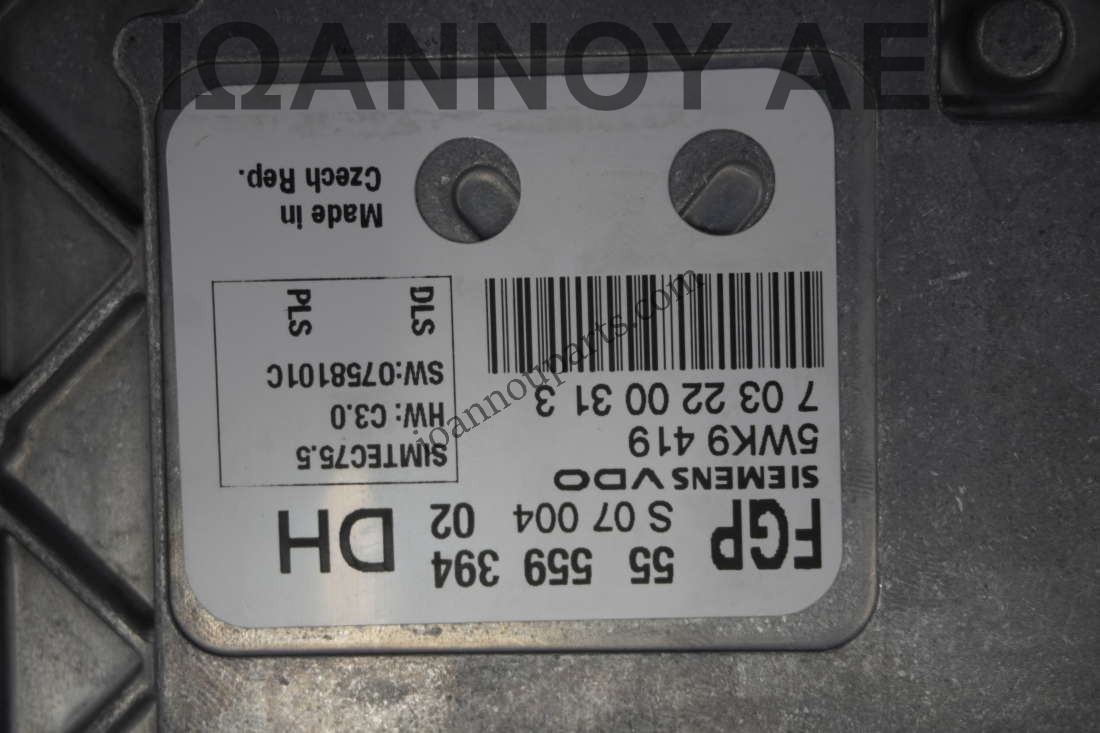 ΙΩΑΝΝΟΥ ΑΕ
FGP 55 559 394 DH
S 07 004 02
SIEMENS VDO
5WK9 419
7 03 22 00 31 3
SIMTEC75.5
HW: C3.0
SW:0758101C
DLS PLS
Made in
Czech Rep.
ioannouparts.com